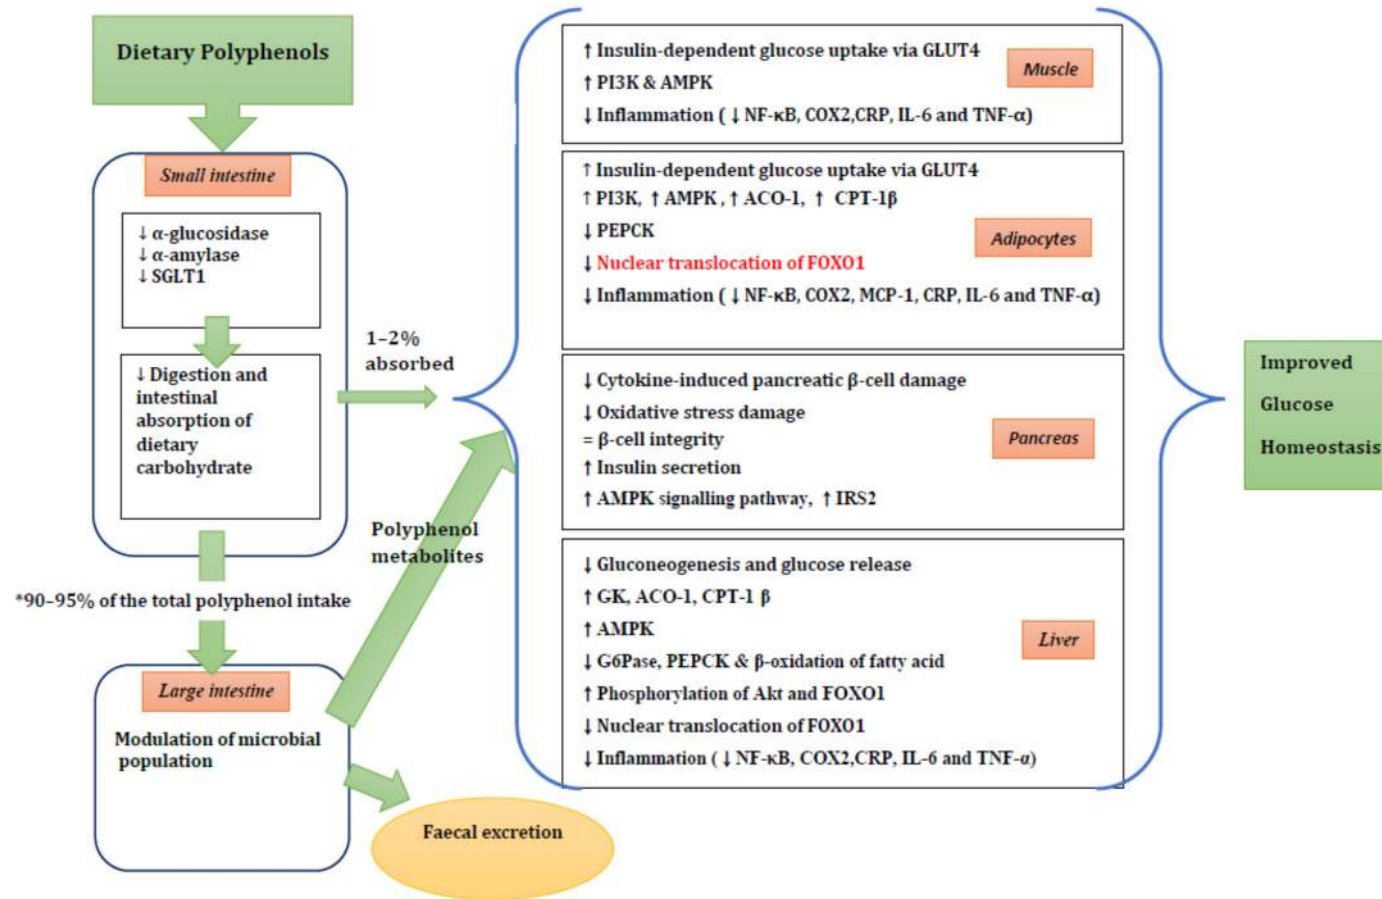 Dietary Polyphenols
Small intestine
↓ α-glucosidase
↓ α-amylase
↓ SGLT1
↓ Digestion and
intestinal
absorption of
dietary
carbohydrate
1–2%
absorbed
*90–95% of the total polyphenol intake
Large intestine
Modulation of microbial
population
Polyphenol
metabolites
Faecal excretion
↑ Insulin-dependent glucose uptake via GLUT4
↑ PI3K & AMPK
↓ Inflammation ( ↓ NF-κB, COX2,CRP, IL-6 and TNF-α)
Muscle
↑ Insulin-dependent glucose uptake via GLUT4
↑ PI3K, ↑ AMPK , ↑ ACO-1, ↑ CPT-1β
↓ PEPCK
↓ Nuclear translocation of FOXO1
↓ Inflammation ( ↓ NF-κB, COX2, MCP-1, CRP, IL-6 and TNF-α)
Adipocytes
↓ Cytokine-induced pancreatic β-cell damage
↓ Oxidative stress damage
= β-cell integrity
↑ Insulin secretion
↑ AMPK signalling pathway, ↑ IRS2
Pancreas
↓ Gluconeogenesis and glucose release
↑ GK, ACO-1, CPT-1 β
↑ AMPK
↓ G6Pase, PEPCK & β-oxidation of fatty acid
↑ Phosphorylation of Akt and FOXO1
↓ Nuclear translocation of FOXO1
↓ Inflammation ( ↓ NF-κB, COX2,CRP, IL-6 and TNF-α)
Liver
Improved
Glucose
Homeostasis